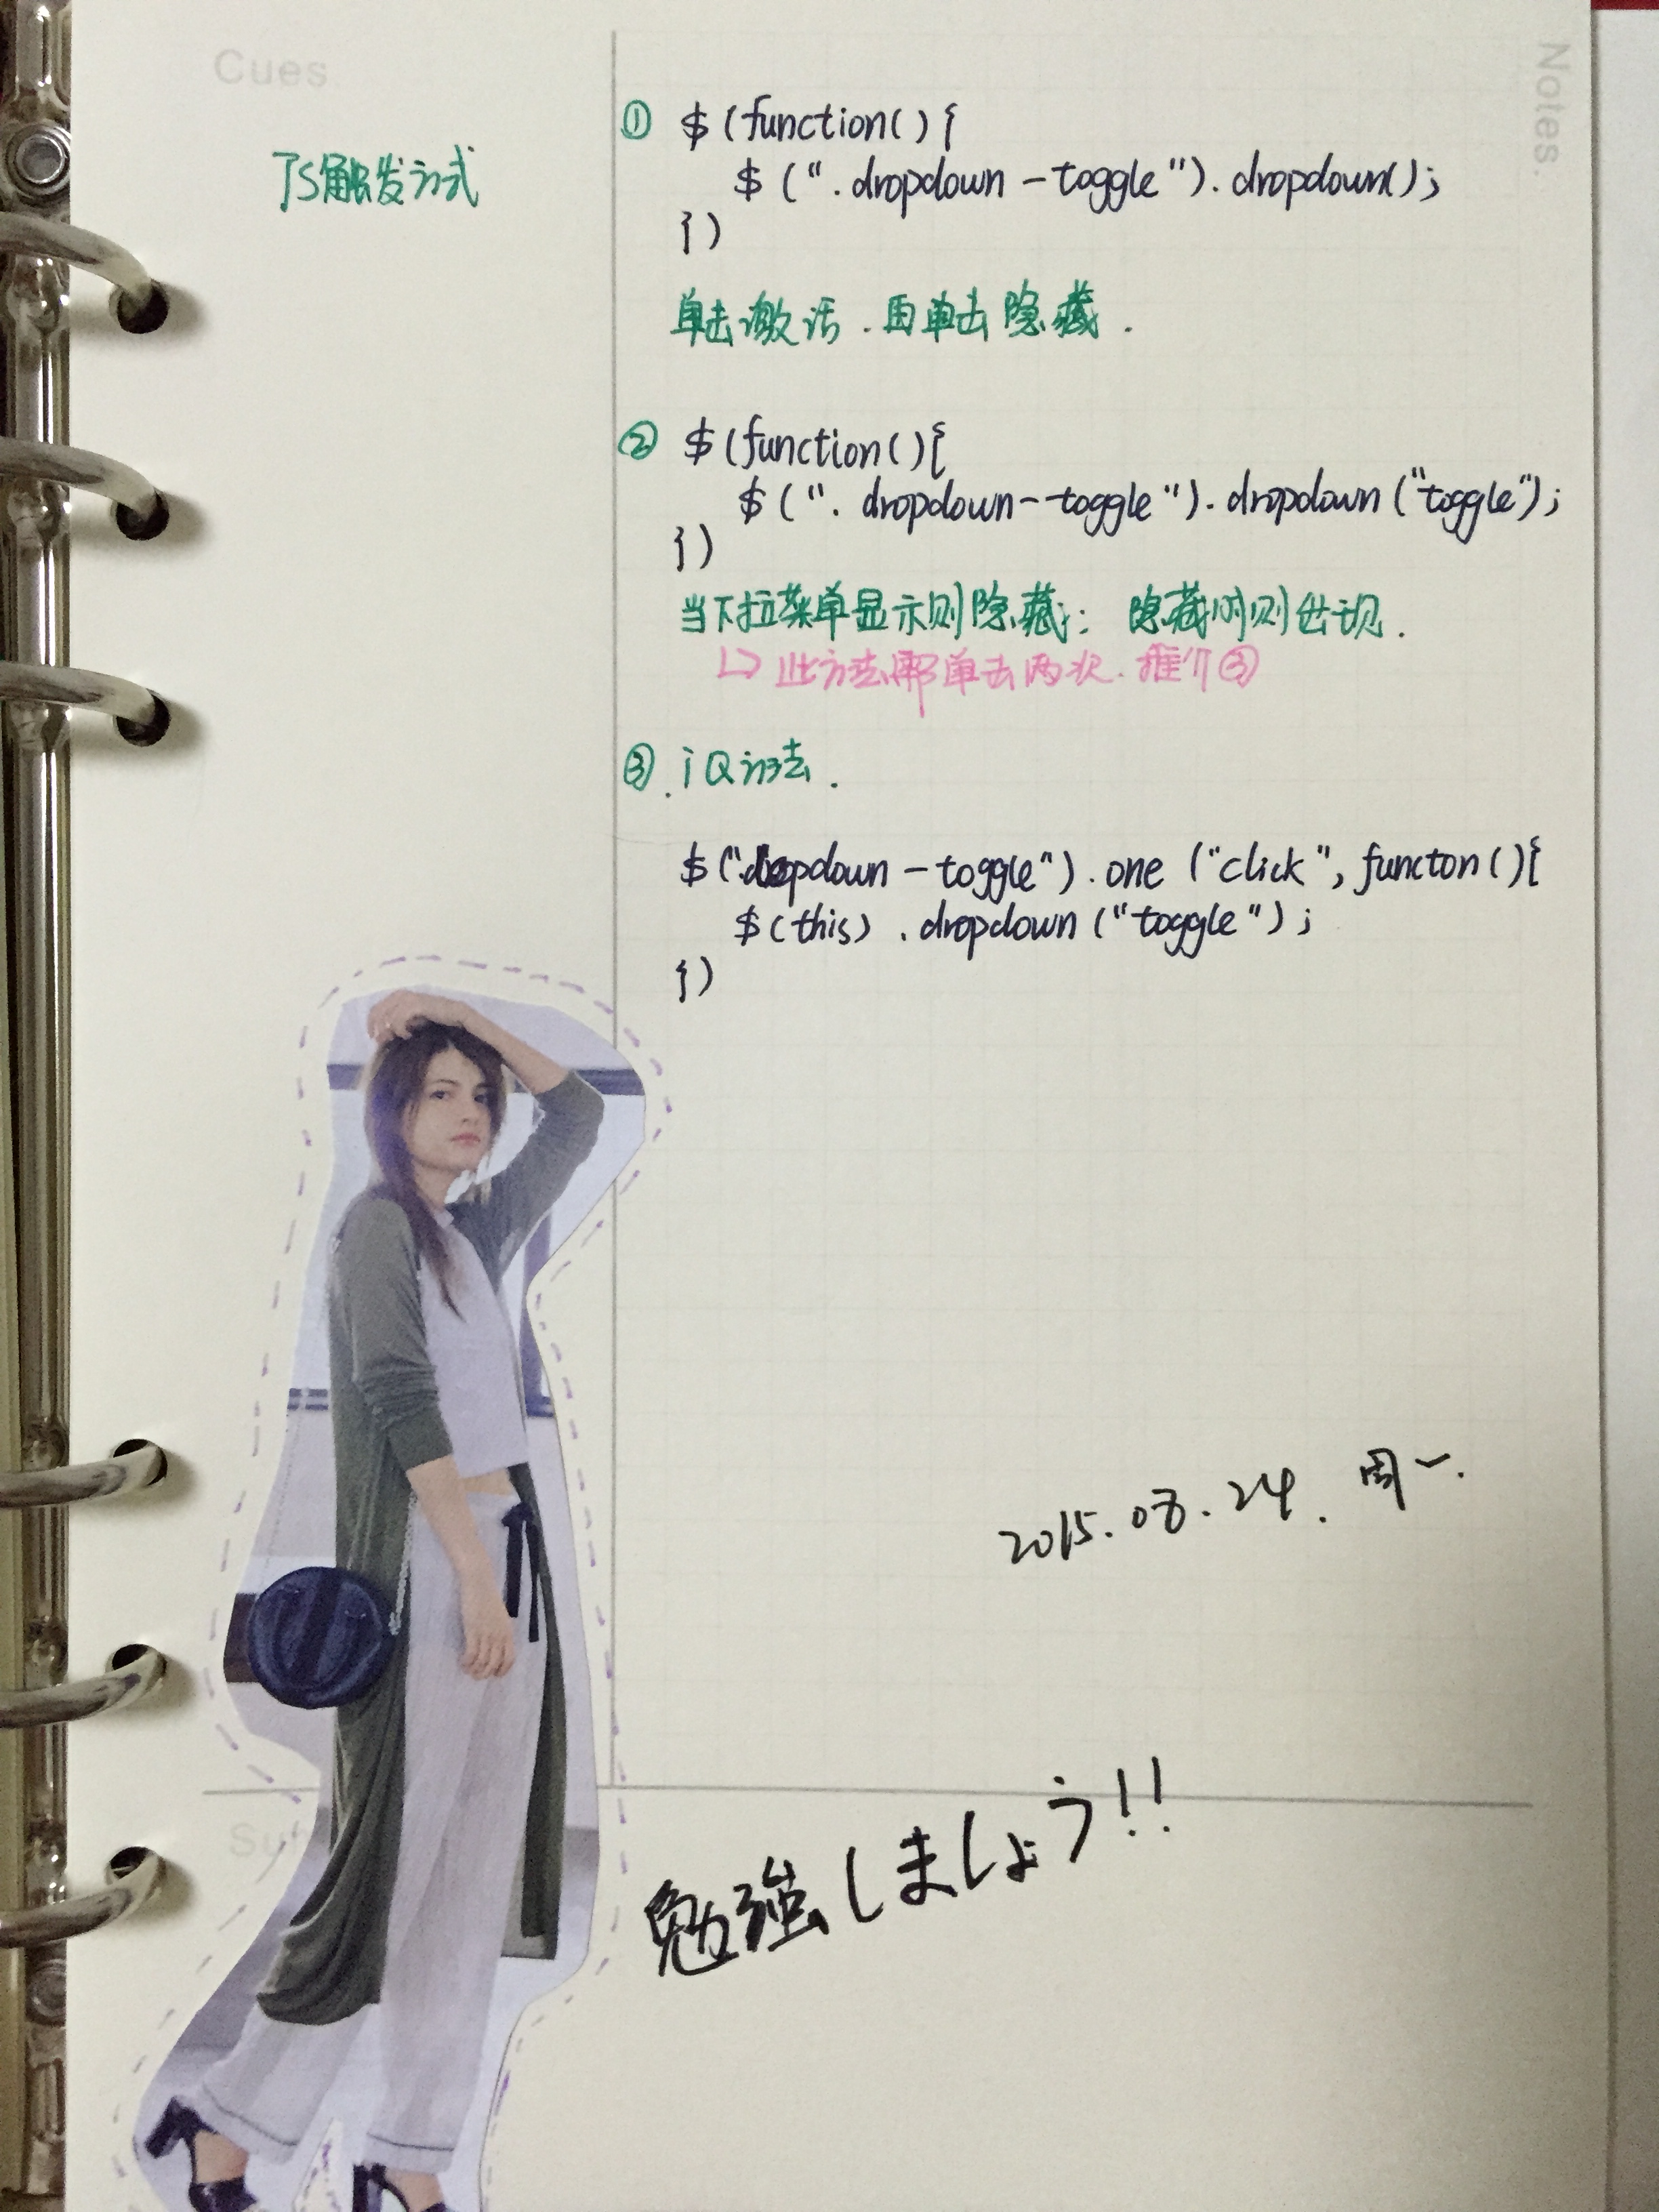 Cues
Notes.
JS触发方式
① $(function(){
$(".dropdown-toggle").dropdown();
})
单击激活.再单击隐藏.
② $(function(){
$(".dropdown--toggle").dropdown("toggle");
})
当下拉菜单显示则隐藏; 隐藏时则出现.
↳此方法需单击两次.推介③
③.jQ方法.
$(".dropdown-toggle").one("click",functon(){
$(this).dropdown("toggle");
})
2015.08.24.周一.
Su
勉強しましょう!!